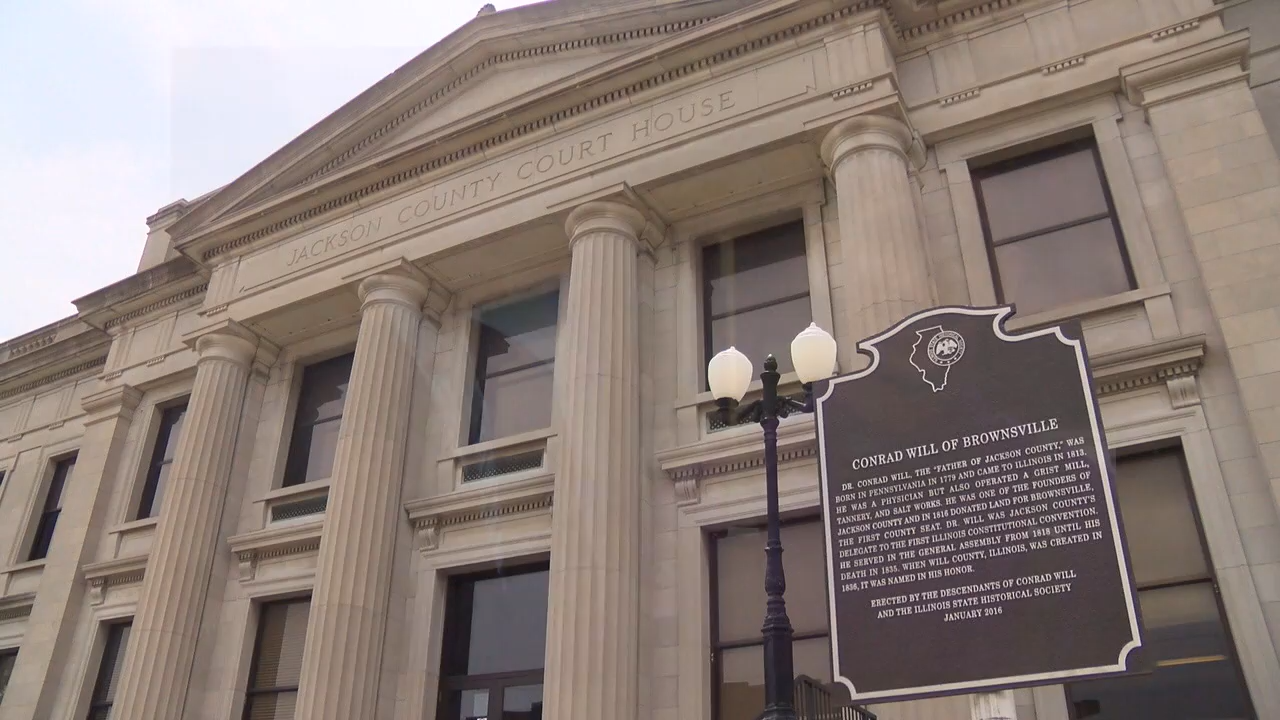 JACKSON COUNTY COURT HOUSE
CONRAD WILL OF BROWNSVILLE
DR. CONRAD WILL, THE "FATHER OF JACKSON COUNTY," WAS
BORN IN PENNSYLVANIA IN 1779 AND CAME TO ILLINOIS IN 1813.
HE WAS A PHYSICIAN BUT ALSO OPERATED A GRIST MILL,
TANNERY, AND SALT WORKS. HE WAS ONE OF THE FOUNDERS OF
JACKSON COUNTY AND IN 1816 DONATED LAND FOR BROWNSVILLE,
THE FIRST COUNTY SEAT. DR. WILL WAS JACKSON COUNTY'S
DELEGATE TO THE FIRST ILLINOIS CONSTITUTIONAL CONVENTION.
HE SERVED IN THE GENERAL ASSEMBLY FROM 1818 UNTIL HIS
DEATH IN 1835. WHEN WILL COUNTY, ILLINOIS, WAS CREATED IN
1836, IT WAS NAMED IN HIS HONOR.
ERECTED BY THE DESCENDANTS OF CONRAD WILL
AND THE ILLINOIS STATE HISTORICAL SOCIETY
JANUARY 2016